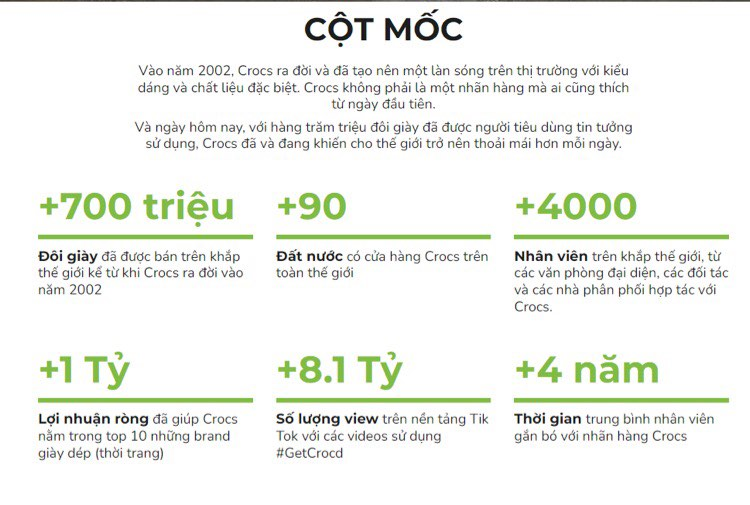 CỘT MỐC
Vào năm 2002, Crocs ra đời và đã tạo nên một làn sóng trên thị trường với kiểu
dáng và chất liệu đặc biệt. Crocs không phải là một nhãn hàng mà ai cũng thích
từ ngày đầu tiên.
Và ngày hôm nay, với hàng trăm triệu đôi giày đã được người tiêu dùng tin tưởng
sử dụng, Crocs đã và đang khiến cho thế giới trở nên thoải mái hơn mỗi ngày.
+700 triệu
Đôi giày đã được bán trên khắp
thế giới kể từ khi Crocs ra đời vào
năm 2002
+90
Đất nước có cửa hàng Crocs trên
toàn thế giới
+4000
Nhân viên trên khắp thế giới, từ
các văn phòng đại diện, các đối tác
và các nhà phân phối hợp tác với
Crocs.
+1 Tỷ
Lợi nhuận ròng đã giúp Crocs
nằm trong top 10 những brand
giày dép (thời trang)
+8.1 Tỷ
Số lượng view trên nền tảng Tik
Tok với các videos sử dụng
#GetCrocd
+4 năm
Thời gian trung bình nhân viên
gắn bó với nhãn hàng Crocs